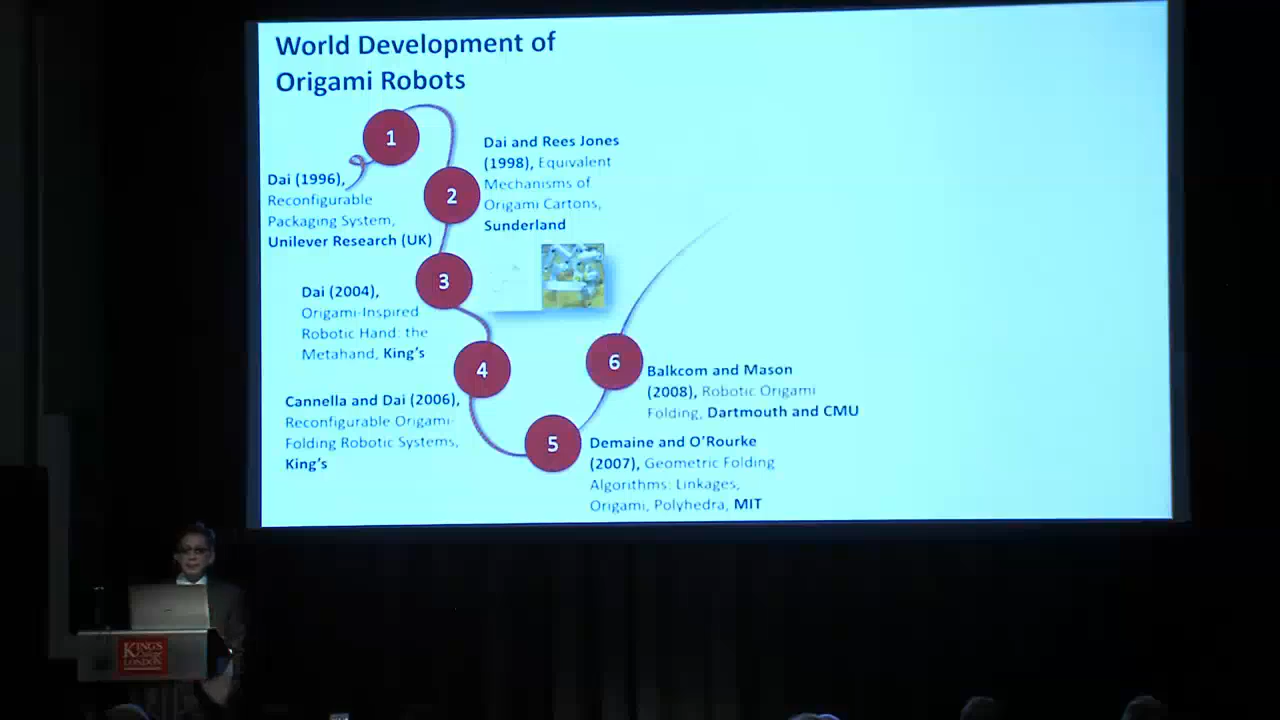 World Development of
Origami Robots
1
Dai (1996),
Reconfigurable
Packaging System,
Unilever Research (UK)
2
Dai and Rees Jones
(1998), Equivalent
Mechanisms of
Origami Cartons,
Sunderland
3
Dai (2004),
Origami-Inspired
Robotic Hand: the
Metahand, King's
4
Cannella and Dai (2006),
Reconfigurable Origami-
Folding Robotic Systems,
King's
5
Demaine and O'Rourke
(2007), Geometric Folding
Algorithms: Linkages,
Origami, Polyhedra, MIT
6
Balkcom and Mason
(2008), Robotic Origami
Folding, Dartmouth and CMU
KING'S
College
LONDON